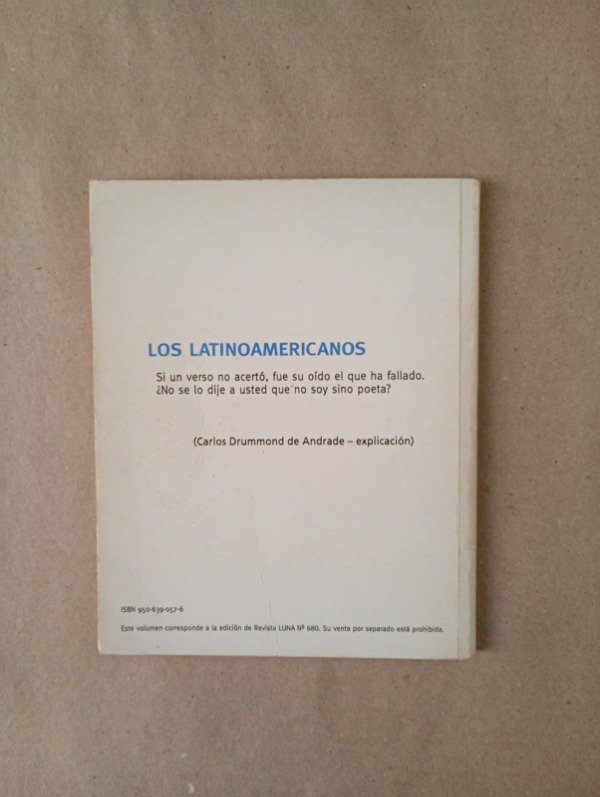 LOS LATINOAMERICANOS
Si un verso no acertó, fue su oído el que ha fallado.
¿No se lo dije a usted que no soy sino poeta?
(Carlos Drummond de Andrade – explicación)
ISBN 950-639-057-6
Este volumen corresponde a la edición de Revista LUNA Nº 680. Su venta por separado está prohibida.